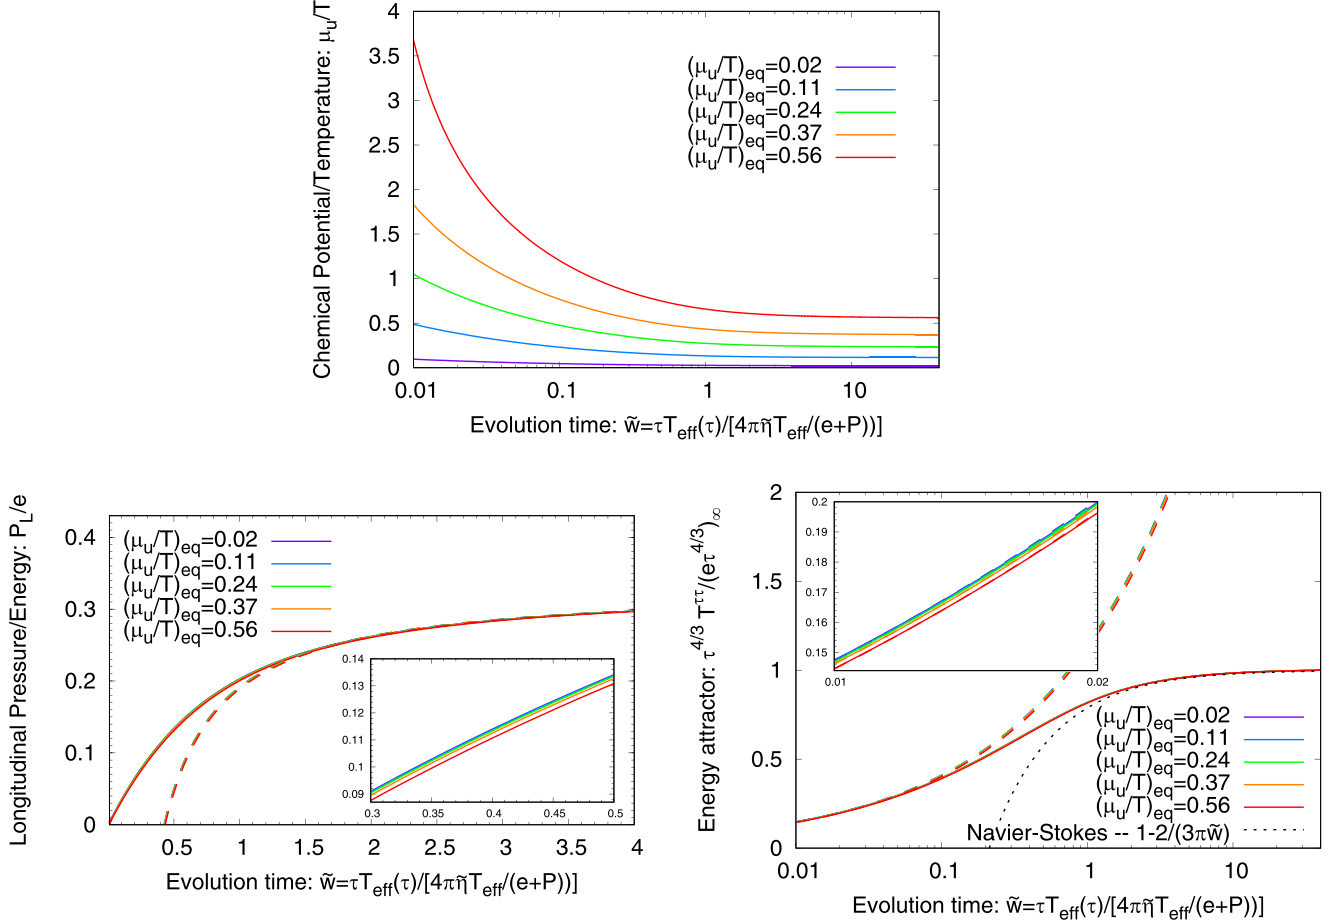 Chemical Potential/Temperature: μu/T
4
3.5
3
2.5
2
1.5
1
0.5
0
(μu/T)eq=0.02
(μu/T)eq=0.11
(μu/T)eq=0.24
(μu/T)eq=0.37
(μu/T)eq=0.56
0.01 0.1 1 10
Evolution time: w̃=τTeff(τ)/[4πη̃Teff/(e+P))]
Longitudinal Pressure/Energy: PL/e
0.4
0.3
0.2
0.1
0
(μu/T)eq=0.02
(μu/T)eq=0.11
(μu/T)eq=0.24
(μu/T)eq=0.37
(μu/T)eq=0.56
0.14
0.13
0.12
0.11
0.1
0.09
0.3 0.35 0.4 0.45 0.5
0.5 1 1.5 2 2.5 3 3.5 4
Evolution time: w̃=τTeff(τ)/[4πη̃Teff/(e+P))]
Energy attractor: τ4/3 Tττ/(eτ4/3)∞
2
1.5
1
0.5
0
0.2
0.19
0.18
0.17
0.16
0.15
0.01 0.02
(μu/T)eq=0.02
(μu/T)eq=0.11
(μu/T)eq=0.24
(μu/T)eq=0.37
(μu/T)eq=0.56
Navier-Stokes -- 1-2/(3πw̃)
0.01 0.1 1 10
Evolution time: w̃=τTeff(τ)/[4πη̃Teff/(e+P))]